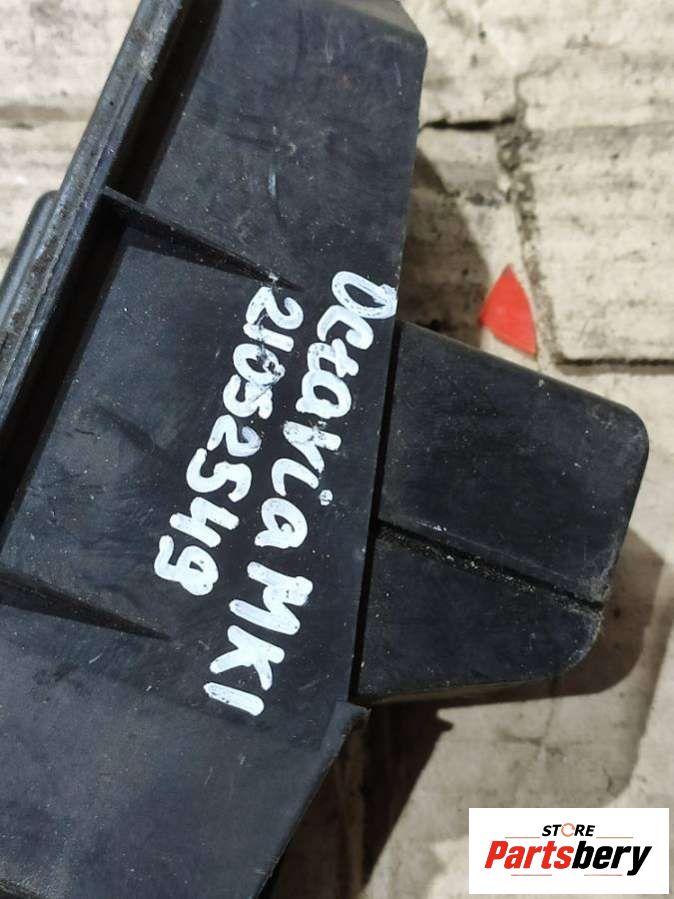 Octavia MK1
21052549
STORE
Partsbery